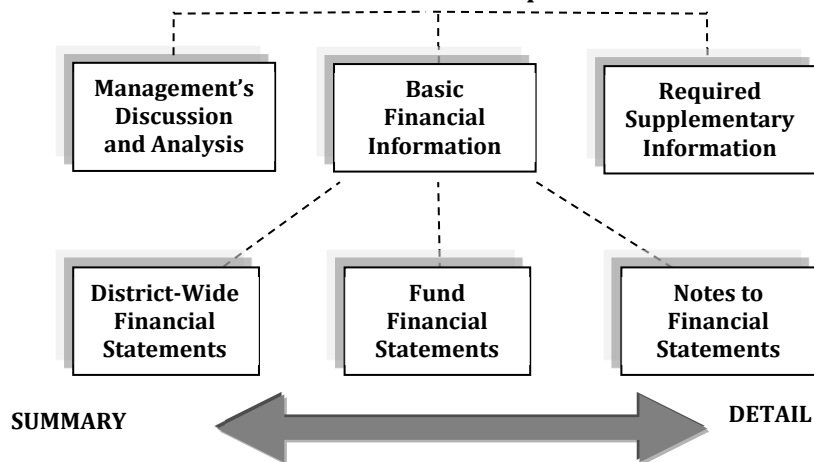 Management’s
Discussion
and Analysis
Basic
Financial
Information
Required
Supplementary
Information
District-Wide
Financial
Statements
Fund
Financial
Statements
Notes to
Financial
Statements
SUMMARY
DETAIL